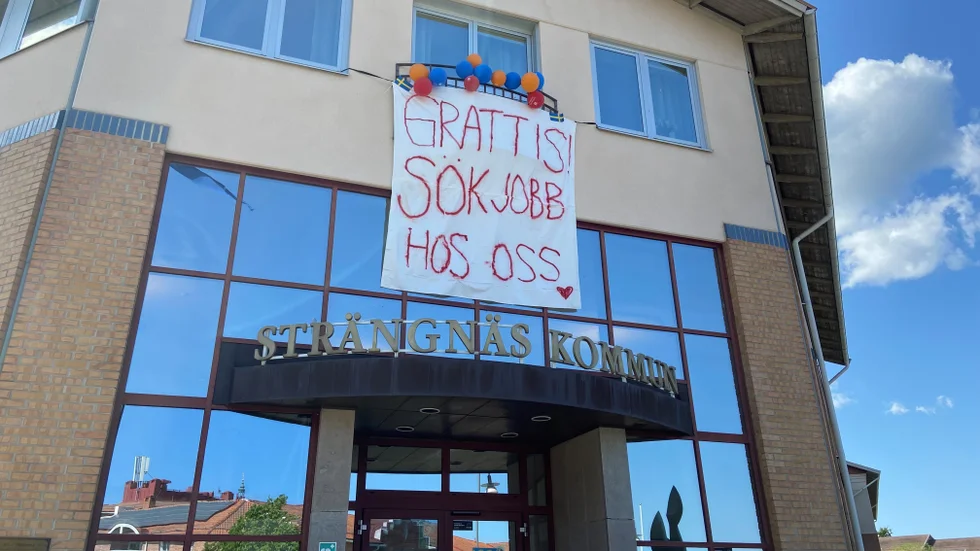 GRATTIS!
SÖK JOBB
HOS OSS
STRÄNGNÄS KOMMUN